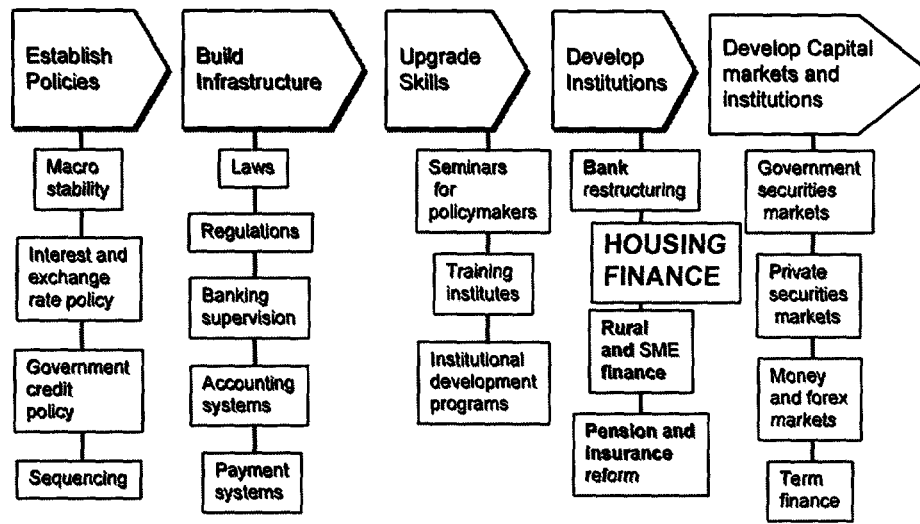 Establish
Policies
Macro
stability
Interest and
exchange
rate policy
Government
credit
policy
Sequencing
Build
Infrastructure
Laws
Regulations
Banking
supervision
Accounting
systems
Payment
systems
Upgrade
Skills
Seminars
for
policymakers
Training
institutes
Institutional
development
programs
Develop
Institutions
Bank
restructuring
HOUSING
FINANCE
Rural
and SME
finance
Pension and
insurance
reform
Develop Capital
markets and
institutions
Government
securities
markets
Private
securities
markets
Money
and forex
markets
Term
finance